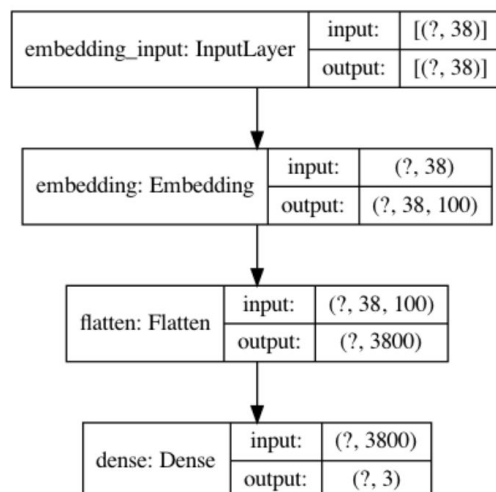 embedding_input: InputLayer
input: [(?, 38)]
output: [(?, 38)]
embedding: Embedding
input: (?, 38)
output: (?, 38, 100)
flatten: Flatten
input: (?, 38, 100)
output: (?, 3800)
dense: Dense
input: (?, 3800)
output: (?, 3)